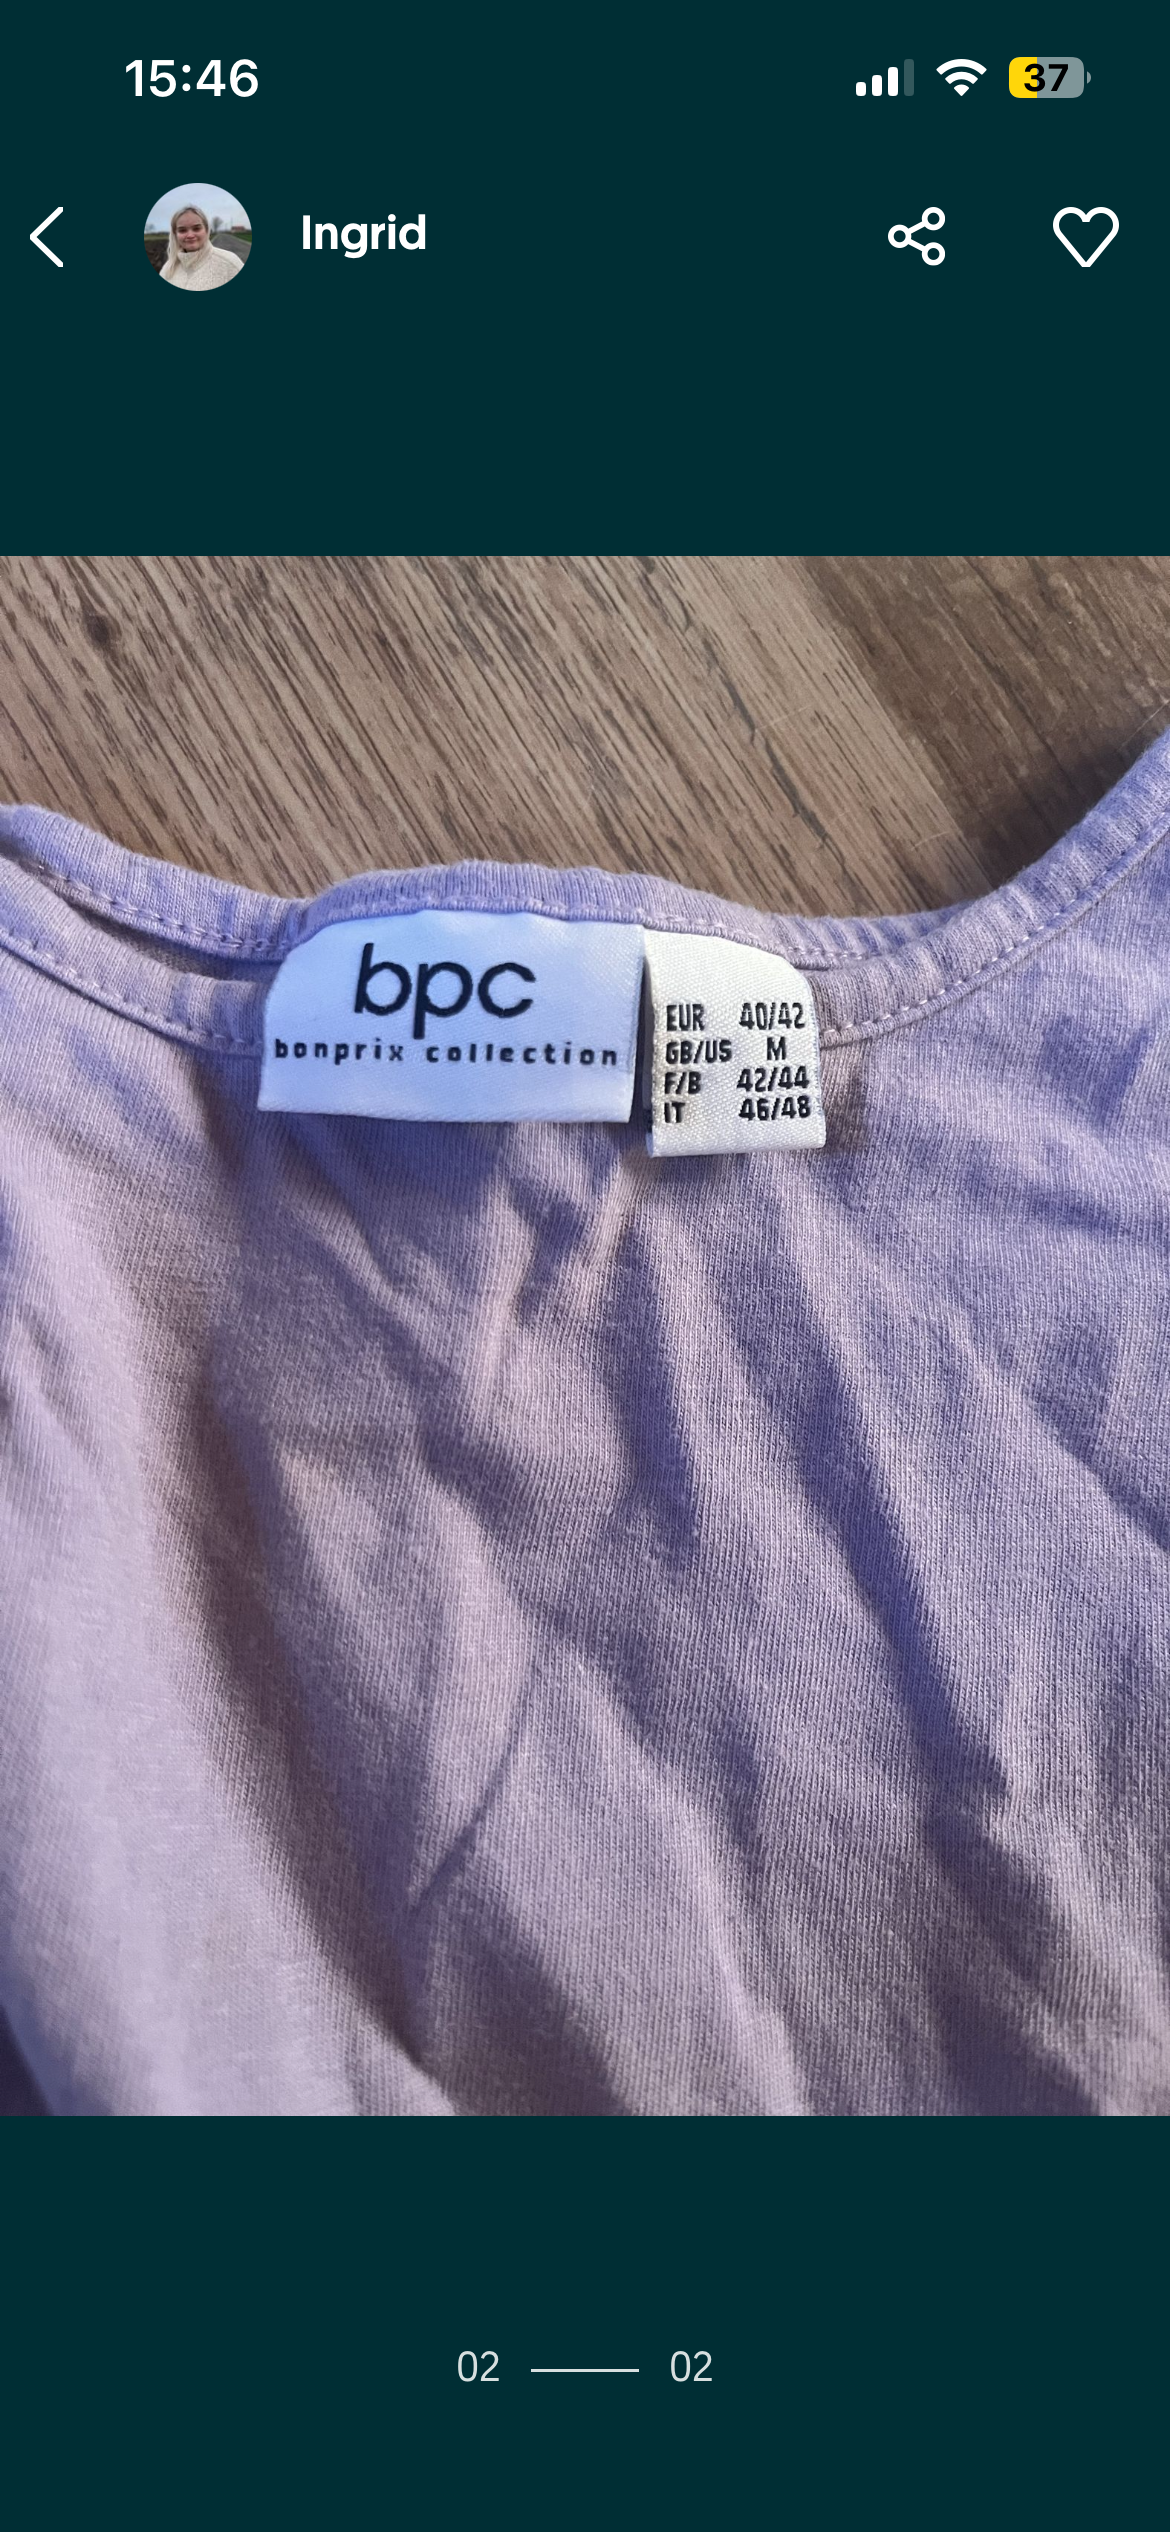 15:46
37
Ingrid
bpc
bonprix collection
EUR 40/42
GB/US M
F/B 42/44
IT 46/48
02 02